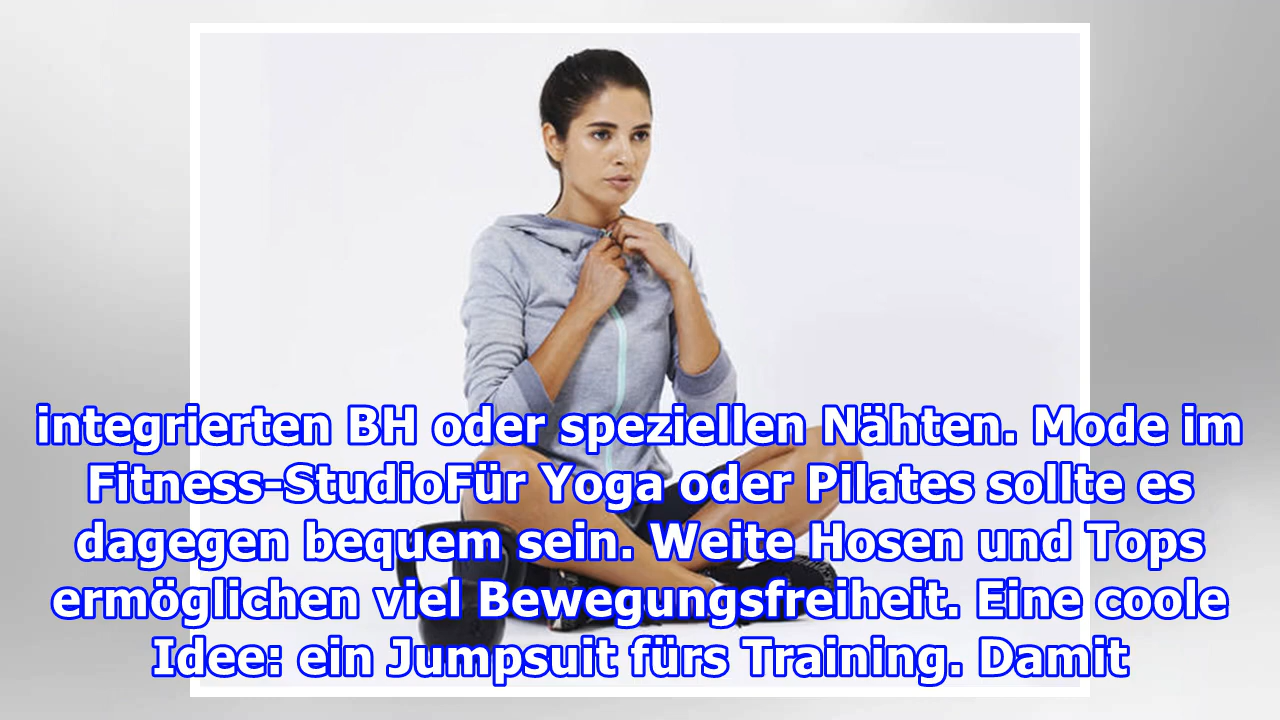 integrierten BH oder speziellen Nähten. Mode im
Fitness-StudioFür Yoga oder Pilates sollte es
dagegen bequem sein. Weite Hosen und Tops
ermöglichen viel Bewegungsfreiheit. Eine coole
Idee: ein Jumpsuit fürs Training. Damit